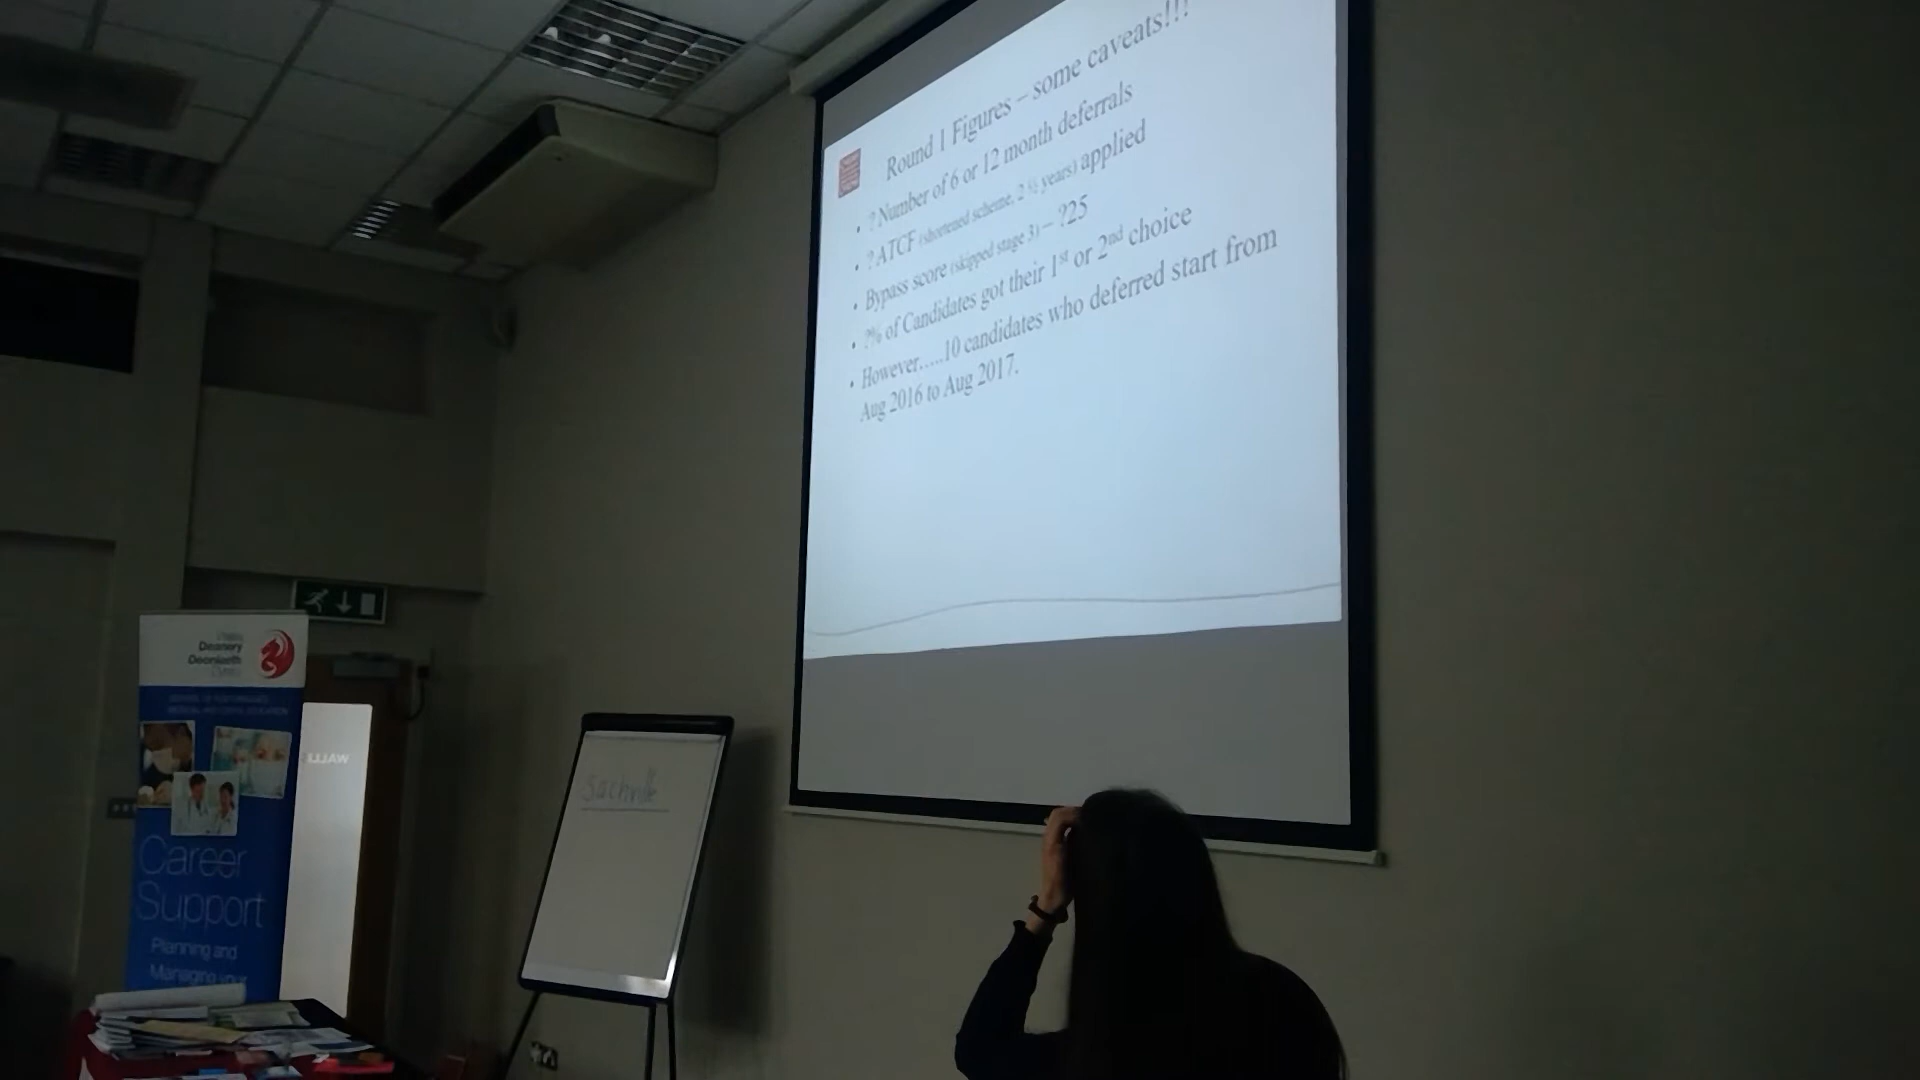 Round 1 Figures – some caveats!!!
• ? Number of 6 or 12 month deferrals
• ? ATCF (shortened scheme, 2 ½ years) applied
• Bypass score (skipped stage 3) – ?25
• ?% of Candidates got their 1st or 2nd choice
• However.....10 candidates who deferred start from
Aug 2016 to Aug 2017.
Deanery
Deoniaeth
Career
Support
Planning and
Managing your